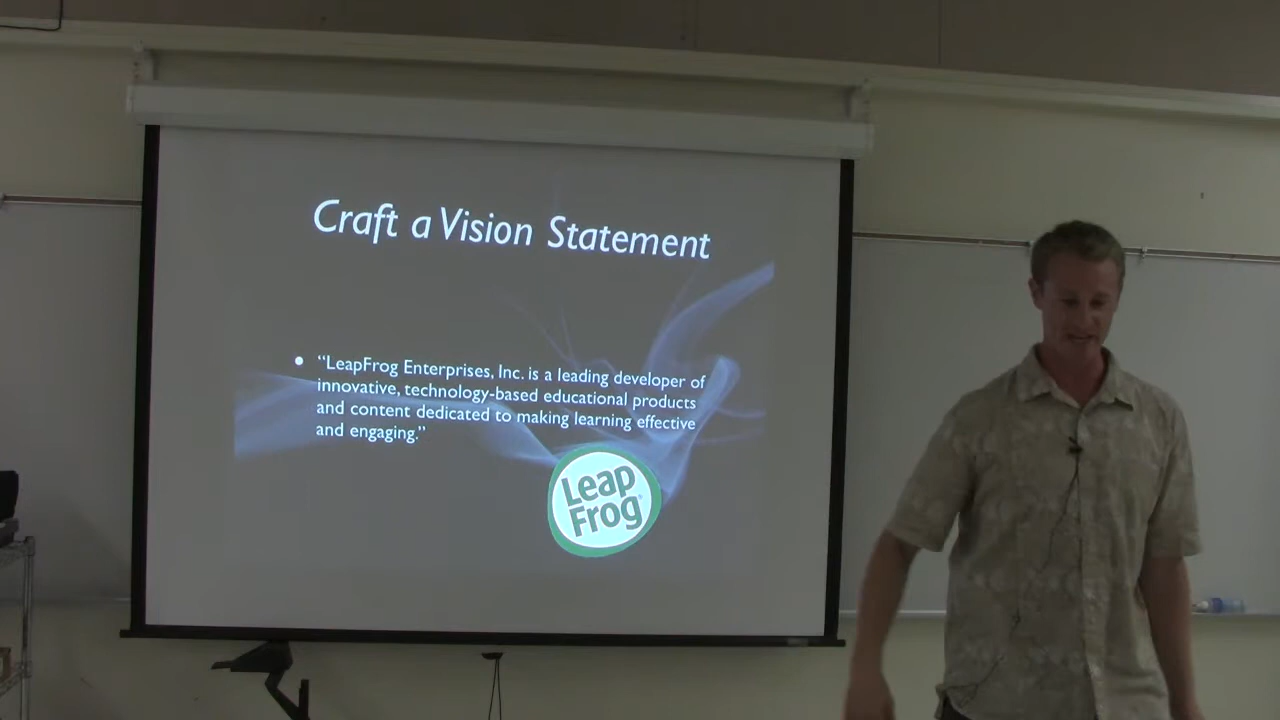 Craft a Vision Statement
• “LeapFrog Enterprises, Inc. is a leading developer of
innovative, technology-based educational products
and content dedicated to making learning effective
and engaging.”
Leap
Frog